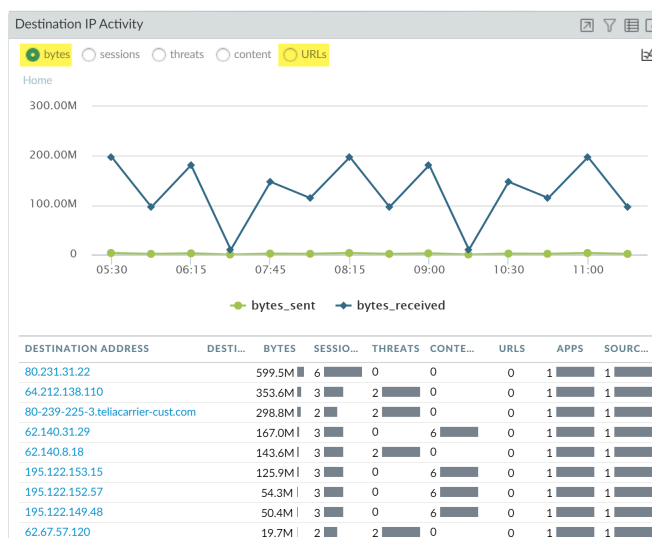 Destination IP Activity
bytes sessions threats content URLs
Home
300.00M
200.00M
100.00M
0
05:30 06:15 07:45 08:15 09:00 10:30 11:00
bytes_sent bytes_received
DESTINATION ADDRESS DESTI... BYTES SESSIO... THREATS CONTE... URLS APPS SOURC...
80.231.31.22 599.5M 6 0 0 0 1 1
64.212.138.110 353.6M 3 2 0 0 1 1
80-239-225-3.teliacarrier-cust.com 298.8M 2 2 0 0 1 1
62.140.31.29 167.0M 3 0 6 0 1 1
62.140.8.18 143.6M 3 2 0 0 1 1
195.122.153.15 125.9M 3 0 6 0 1 1
195.122.152.57 54.3M 3 0 6 0 1 1
195.122.149.48 50.4M 3 0 6 0 1 1
62.67.57.120 19.7M 2 2 0 0 1 1